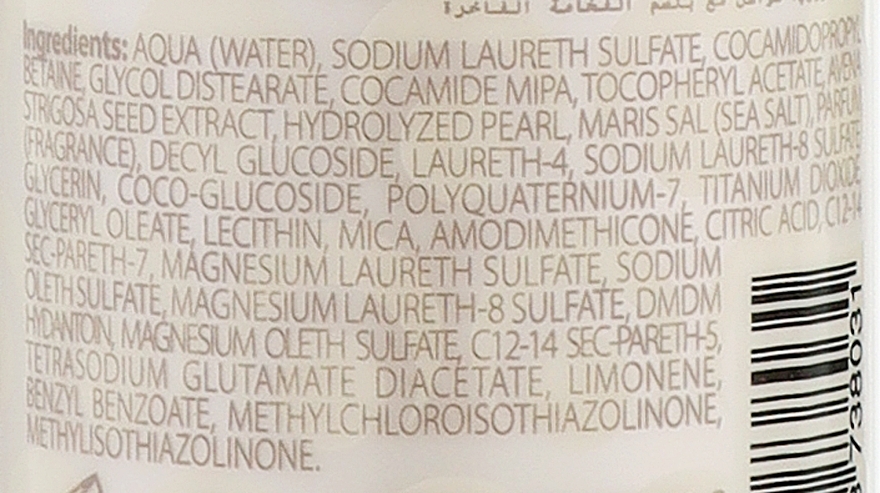 Ingredients: AQUA (WATER), SODIUM LAURETH SULFATE, COCAMIDOPROPYL
BETAINE, GLYCOL DISTEARATE, COCAMIDE MIPA, TOCOPHERYL ACETATE, AVENA
STRIGOSA SEED EXTRACT, HYDROLYZED PEARL, MARIS SAL (SEA SALT), PARFUM
(FRAGRANCE), DECYL GLUCOSIDE, LAURETH-4, SODIUM LAURETH-8 SULFATE,
GLYCERIN, COCO-GLUCOSIDE, POLYQUATERNIUM-7, TITANIUM DIOXIDE,
GLYCERYL OLEATE, LECITHIN, MICA, AMODIMETHICONE, CITRIC ACID, C12-14
SEC-PARETH-7, MAGNESIUM LAURETH SULFATE, SODIUM
OLETH SULFATE, MAGNESIUM LAURETH-8 SULFATE, DMDM
HYDANTOIN, MAGNESIUM OLETH SULFATE, C12-14 SEC-PARETH-5,
TETRASODIUM GLUTAMATE DIACETATE, LIMONENE,
BENZYL BENZOATE, METHYLCHLOROISOTHIAZOLINONE,
METHYLISOTHIAZOLINONE.
738031